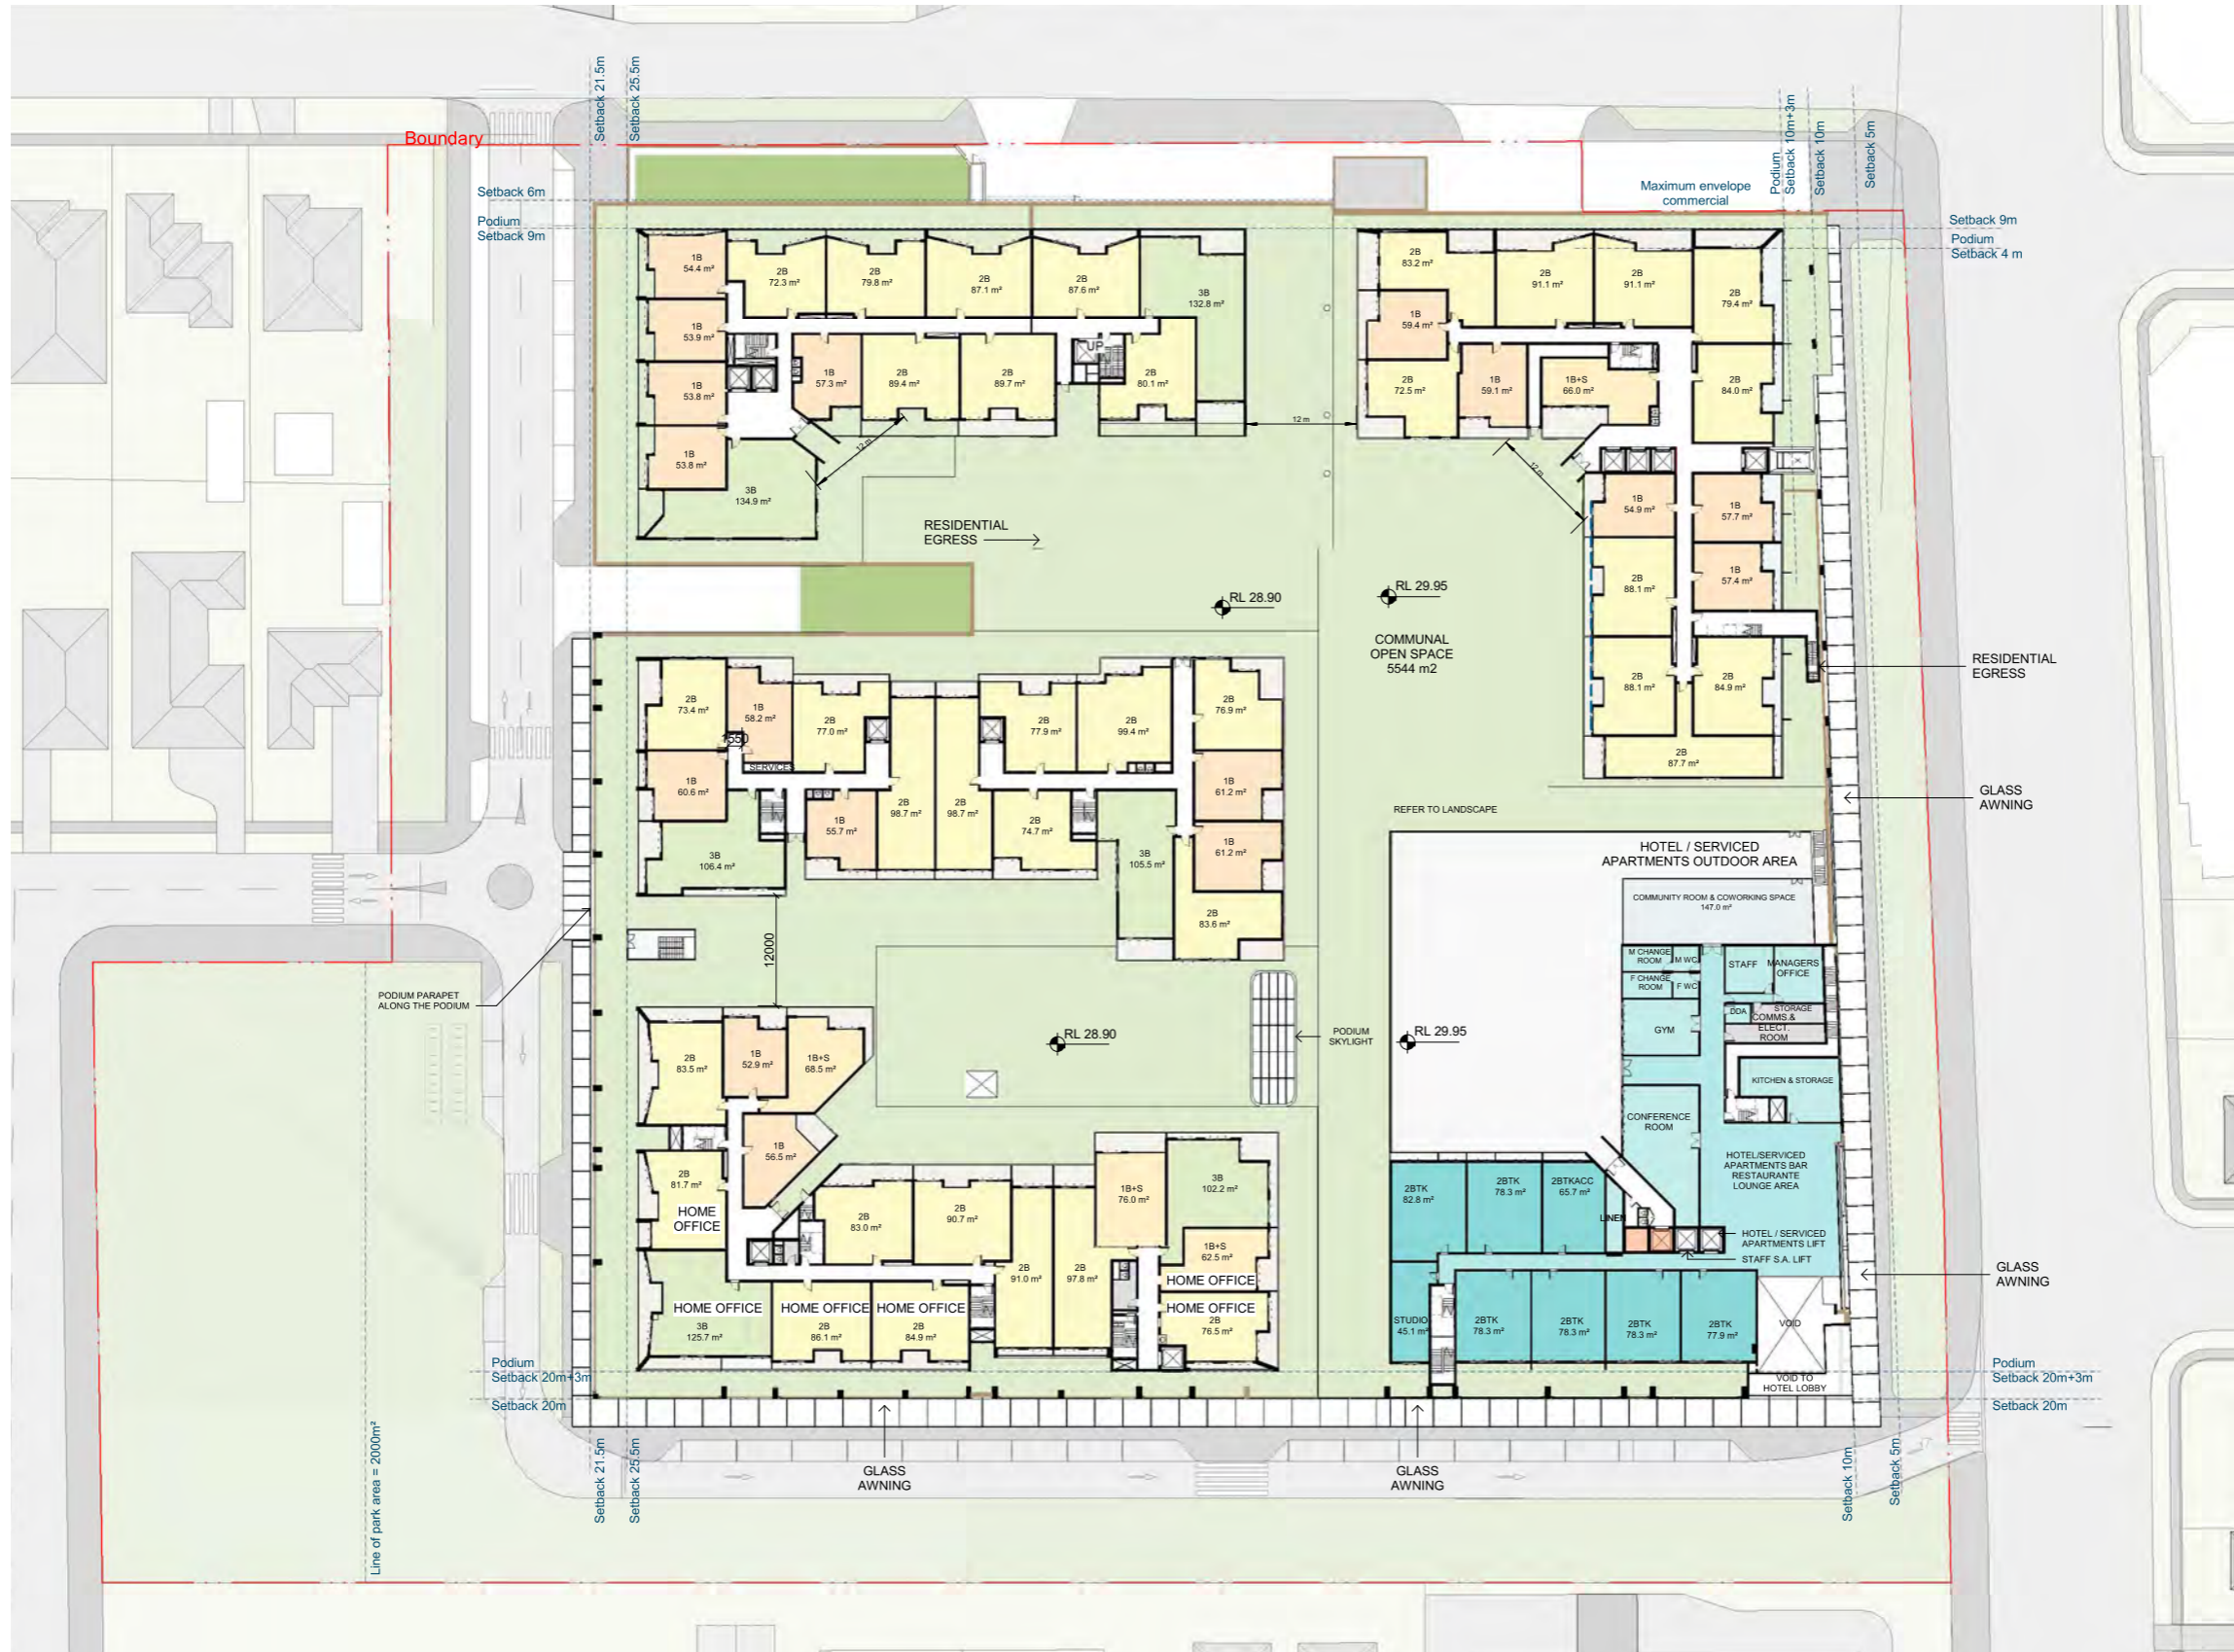 Boundary
Setback 21.5m
Setback 25.5m
Setback 6m
Podium
Setback 9m
Maximum envelope
commercial
Podium
Setback 10m+3m
Setback 10m
Setback 5m
Setback 9m
Podium
Setback 4 m
1B
54.4 m²
2B
72.3 m²
2B
79.8 m²
2B
87.1 m²
2B
87.6 m²
3B
132.8 m²
1B
53.9 m²
1B
53.8 m²
1B
53.8 m²
1B
57.3 m²
2B
89.4 m²
2B
89.7 m²
UP
2B
80.1 m²
3B
134.9 m²
12 m
12 m
2B
83.2 m²
2B
91.1 m²
2B
91.1 m²
2B
79.4 m²
1B
59.4 m²
2B
72.5 m²
1B
59.1 m²
1B+S
66.0 m²
2B
84.0 m²
12 m
1B
54.9 m²
1B
57.7 m²
2B
88.1 m²
1B
57.4 m²
2B
88.1 m²
2B
84.9 m²
2B
87.7 m²
RESIDENTIAL
EGRESS
RL 28.90
RL 29.95
COMMUNAL
OPEN SPACE
5544 m2
RESIDENTIAL
EGRESS
2B
73.4 m²
1B
58.2 m²
1550
SERVICES
2B
77.0 m²
2B
77.9 m²
2B
99.4 m²
2B
76.9 m²
1B
60.6 m²
1B
55.7 m²
2B
98.7 m²
2B
98.7 m²
2B
74.7 m²
1B
61.2 m²
3B
106.4 m²
3B
105.5 m²
1B
61.2 m²
2B
83.6 m²
GLASS
AWNING
REFER TO LANDSCAPE
HOTEL / SERVICED
APARTMENTS OUTDOOR AREA
COMMUNITY ROOM & COWORKING SPACE
147.0 m²
12000
PODIUM PARAPET
ALONG THE PODIUM
M CHANGE
ROOM
M WC
F CHANGE
ROOM
F WC
STAFF
MANAGERS
OFFICE
DDA
STORAGE
COMMS.&
ELECT.
ROOM
GYM
KITCHEN & STORAGE
CONFERENCE
ROOM
HOTEL/SERVICED
APARTMENTS BAR
RESTAURANTE
LOUNGE AREA
2B
83.5 m²
1B
52.9 m²
1B+S
68.5 m²
RL 28.90
PODIUM
SKYLIGHT
RL 29.95
1B
56.5 m²
2B
81.7 m²
HOME
OFFICE
2B
83.0 m²
2B
90.7 m²
1B+S
76.0 m²
3B
102.2 m²
2B
91.0 m²
2B
97.8 m²
1B+S
62.5 m²
HOME OFFICE
HOME OFFICE
3B
125.7 m²
HOME OFFICE
2B
86.1 m²
HOME OFFICE
2B
84.9 m²
HOME OFFICE
2B
76.5 m²
2BTK
82.8 m²
2BTK
78.3 m²
2BTKACC
65.7 m²
LINEN
HOTEL / SERVICED
APARTMENTS LIFT
STAFF S.A. LIFT
STUDIO
45.1 m²
2BTK
78.3 m²
2BTK
78.3 m²
2BTK
78.3 m²
2BTK
77.9 m²
VOID
VOID TO
HOTEL LOBBY
GLASS
AWNING
Podium
Setback 20m+3m
Setback 20m
Podium
Setback 20m+3m
Setback 20m
GLASS
AWNING
GLASS
AWNING
Line of park area = 2000m²
Setback 21.5m
Setback 25.5m
Setback 10m
Setback 5m